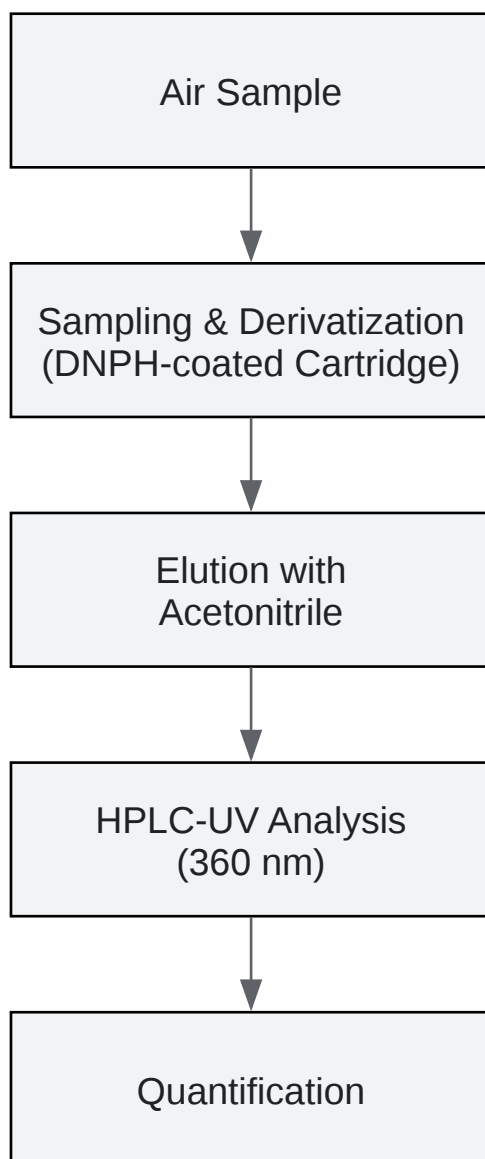 Air Sample
Sampling & Derivatization
(DNPH-coated Cartridge)
Elution with
Acetonitrile
HPLC-UV Analysis
(360 nm)
Quantification